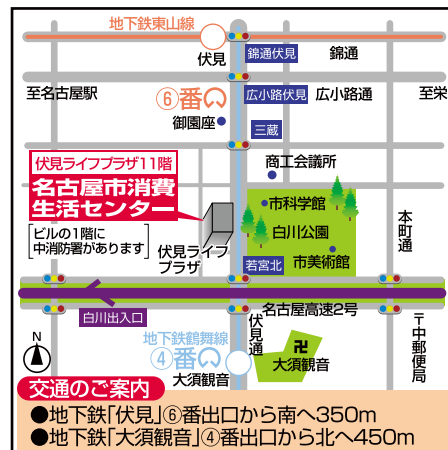 地下鉄東山線
伏見
錦通伏見
錦通
至名古屋駅
⑥番
広小路伏見
広小路通
至栄
御園座
三蔵
伏見ライフプラザ11階
名古屋市消費
生活センター
ビルの1階に
中消防署があります
商工会議所
市科学館
白川公園
市美術館
本町通
伏見ライフ
プラザ
若宮北
白川出入口
名古屋高速2号
地下鉄鶴舞線
伏見通
〒中郵便局
N
④番
大須観音
卍
大須観音
交通のご案内
●地下鉄「伏見」⑥番出口から南へ350m
●地下鉄「大須観音」④番出口から北へ450m